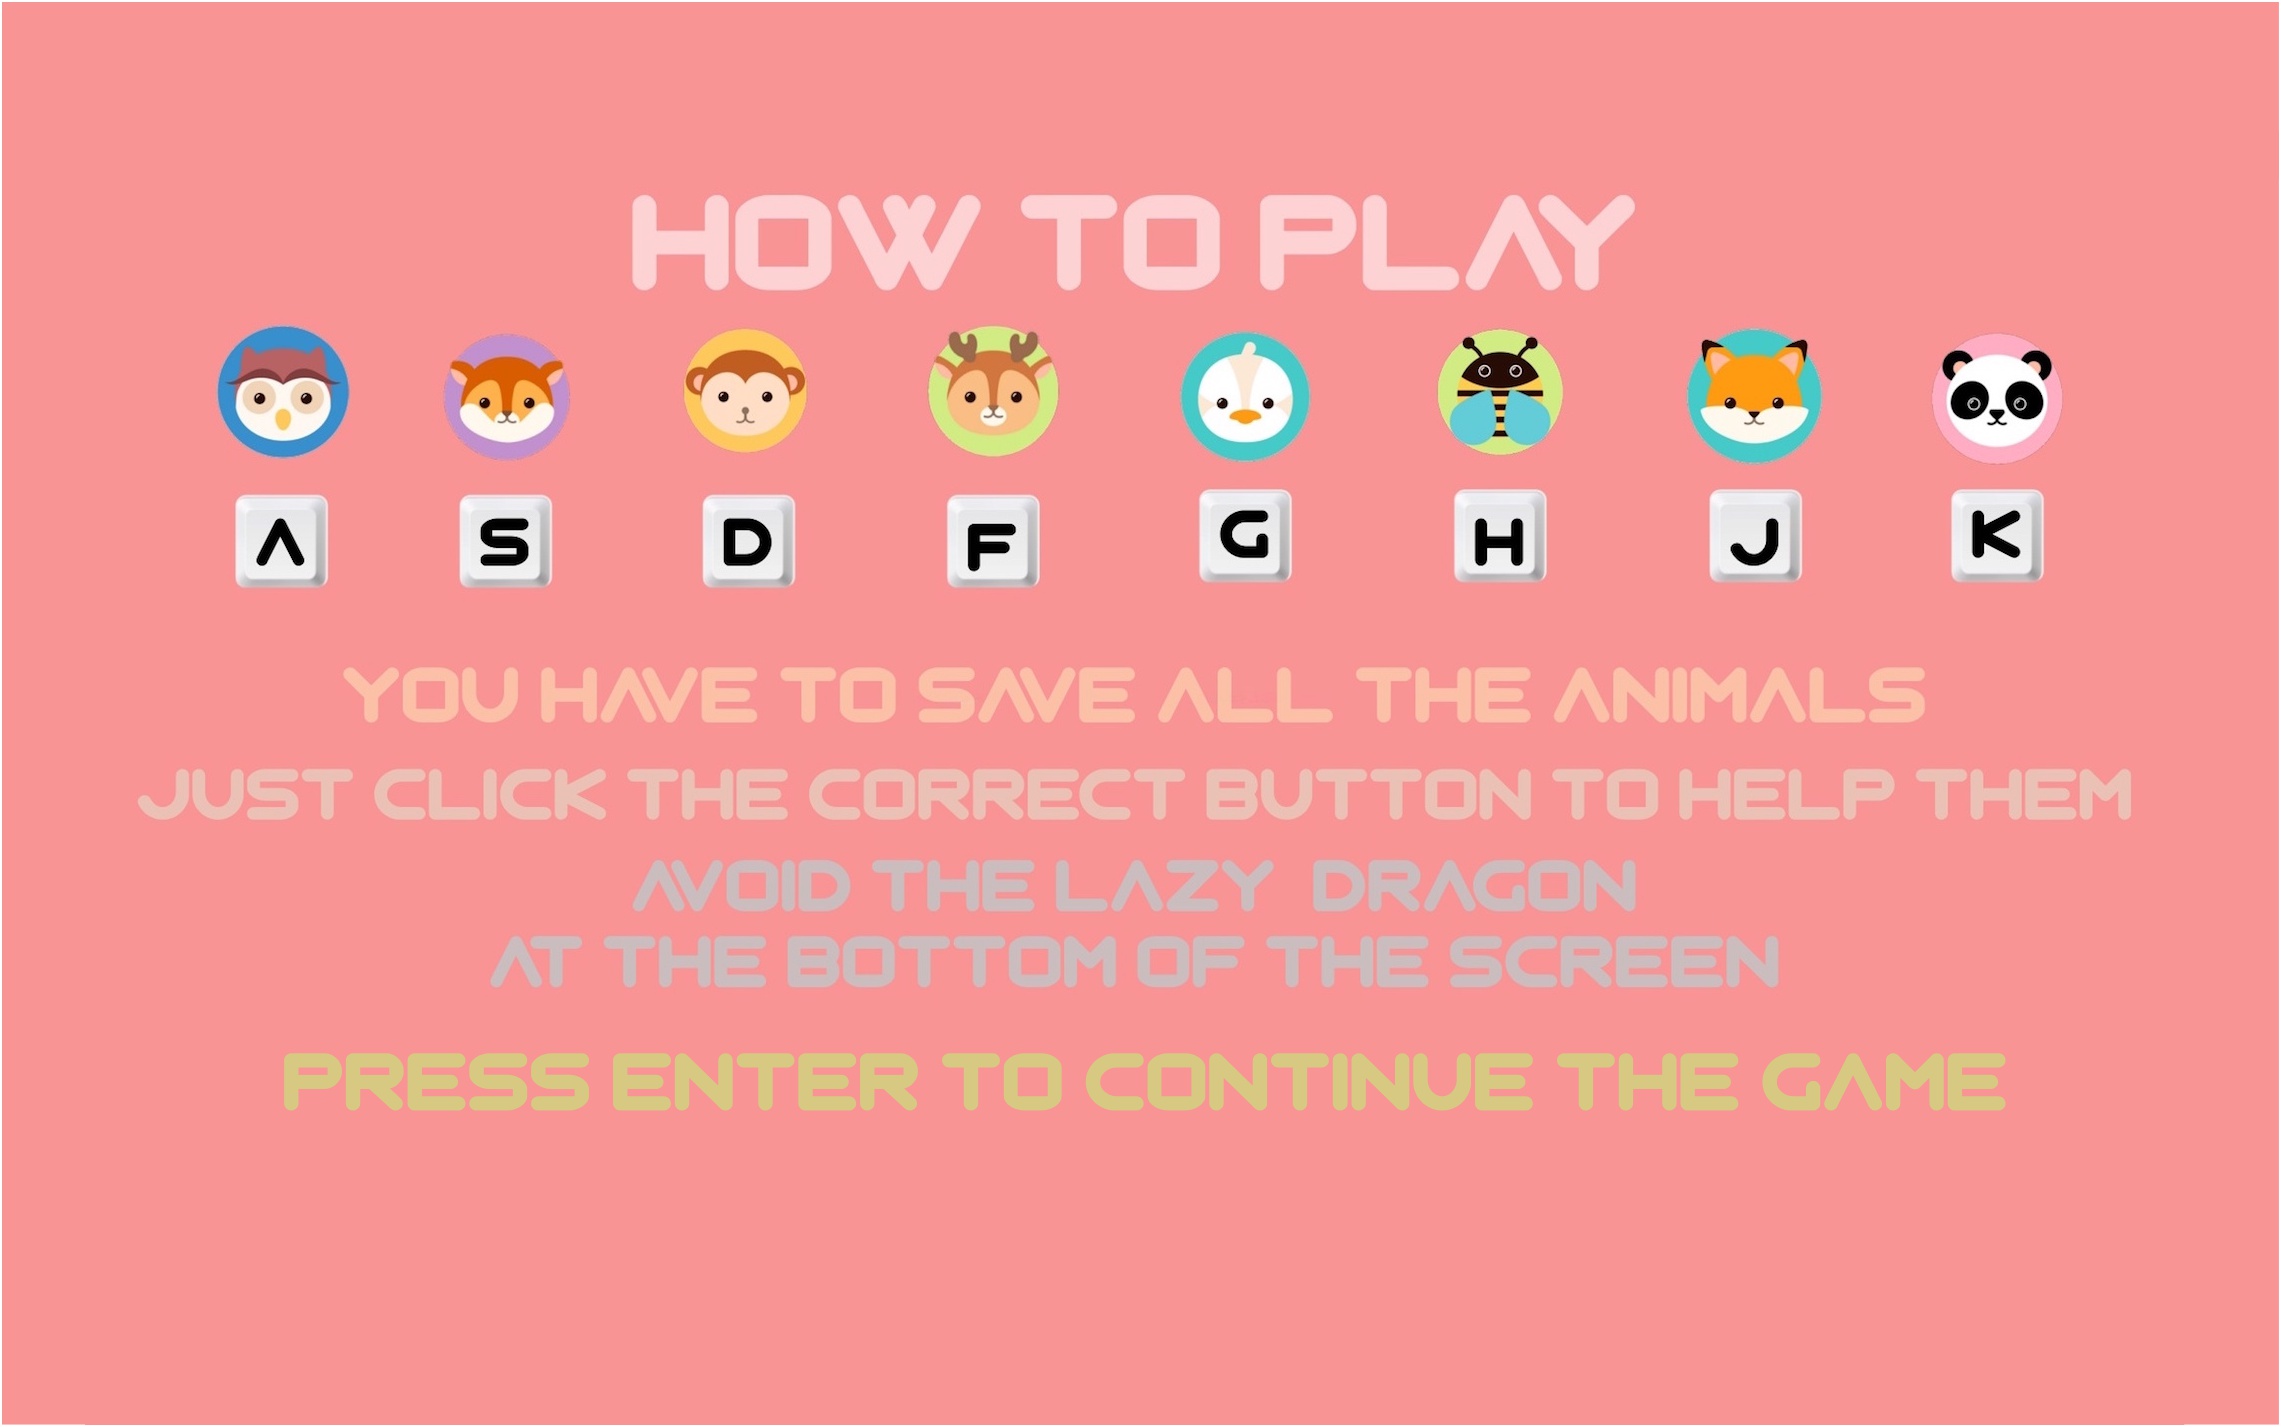 HOW TO PLAY
A S D F G H J K
YOU HAVE TO SAVE ALL THE ANIMALS
JUST CLICK THE CORRECT BUTTON TO HELP THEM
AVOID THE LAZY DRAGON
AT THE BOTTOM OF THE SCREEN
PRESS ENTER TO CONTINUE THE GAME